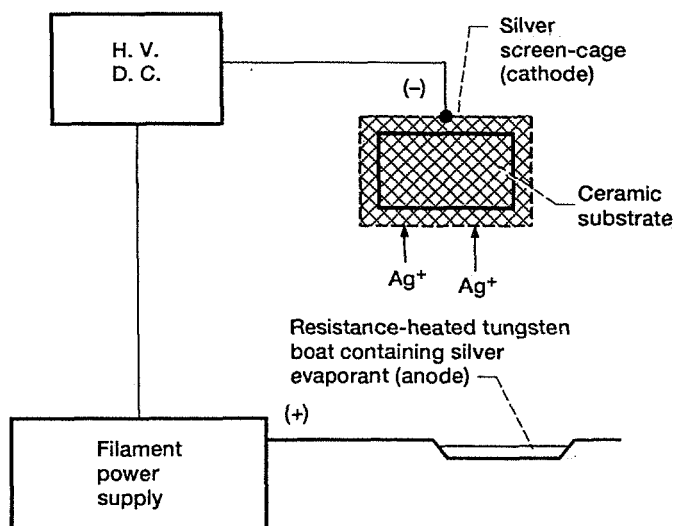 H. V.
D. C.
(–)
Silver
screen-cage
(cathode)
Ceramic
substrate
Ag⁺
Ag⁺
Resistance-heated tungsten
boat containing silver
evaporant (anode)
(+)
Filament
power
supply